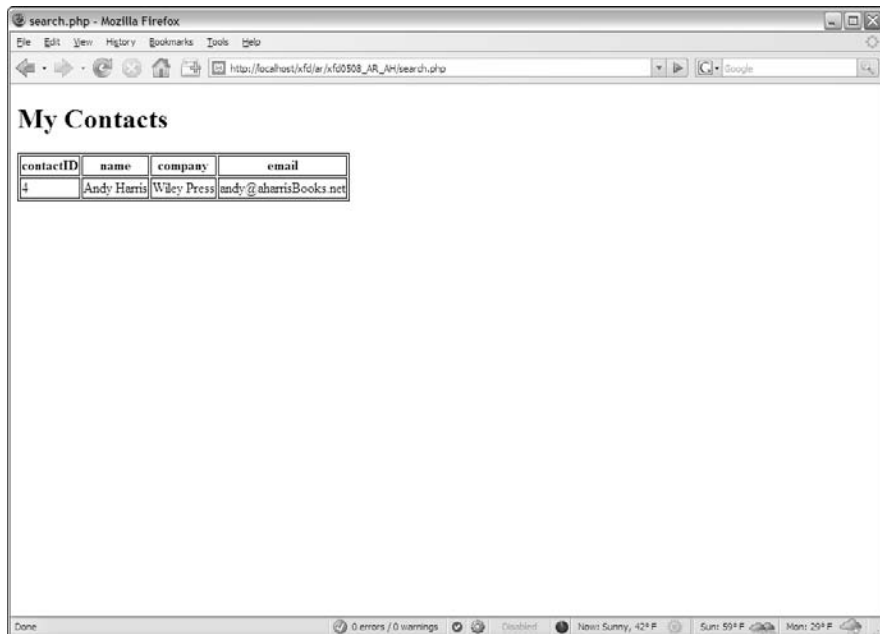 search.php - Mozilla Firefox
File Edit View History Bookmarks Tools Help
http://localhost/xfd/ar/xfd0508_AR_AH/search.php
Google
My Contacts
contactID name company email
4 Andy Harris Wiley Press andy@aharrisBooks.net
Done 0 errors / 0 warnings Disabled Now: Sunny, 42° F Sun: 59° F Mon: 29° F